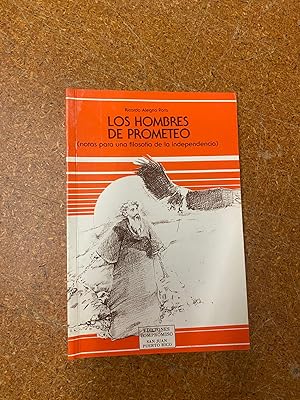 Ricardo Alegría Pons
LOS HOMBRES
DE PROMETEO
(notas para una filosofía de la independencia)
EDICIONES
COMPROMISO
SAN JUAN
PUERTO RICO